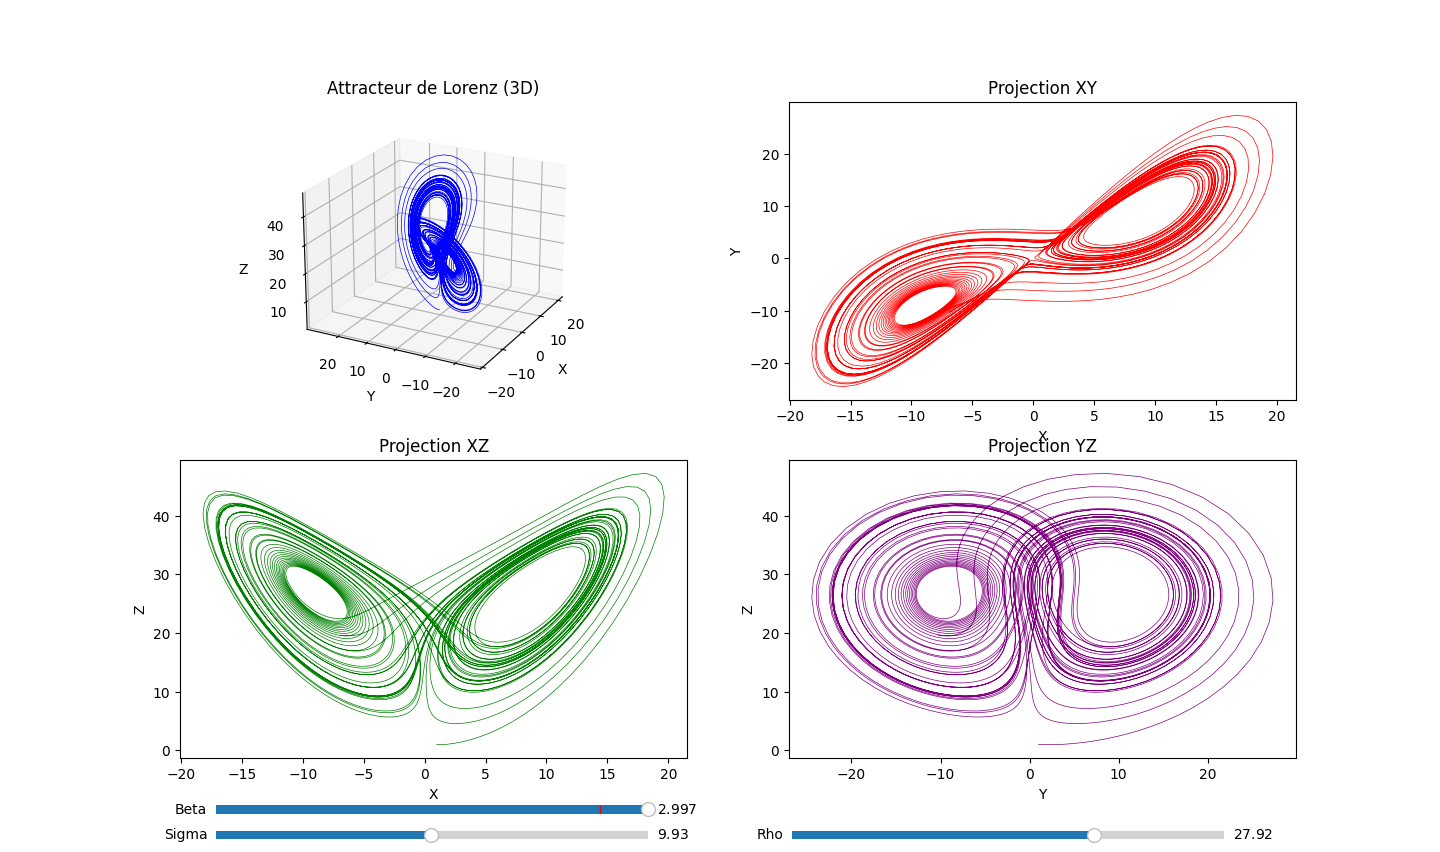 Attracteur de Lorenz (3D)
40
30
20
10
Z
20
10
0
−10
−20
Y
−20
−10
0
10
20
X
Projection XY
20
10
0
−10
−20
Y
−20 −15 −10 −5 0 5 10 15 20
X
Projection XZ
40
30
20
10
0
Z
−20 −15 −10 −5 0 5 10 15 20
X
Projection YZ
40
30
20
10
0
Z
−20 −10 0 10 20
Y
Beta 2.997
Sigma 9.93
Rho 27.92